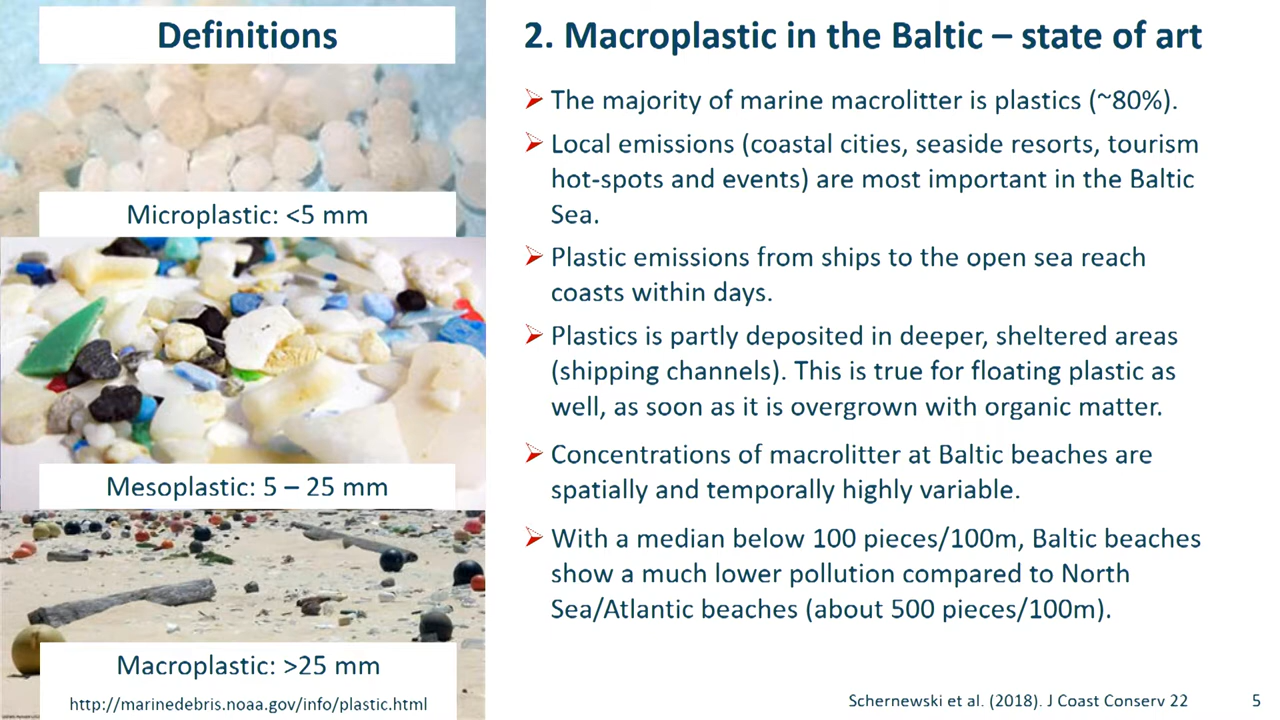 Definitions
Microplastic: <5 mm
Mesoplastic: 5 – 25 mm
Macroplastic: >25 mm
http://marinedebris.noaa.gov/info/plastic.html
2. Macroplastic in the Baltic – state of art
The majority of marine macrolitter is plastics (~80%).
Local emissions (coastal cities, seaside resorts, tourism
hot-spots and events) are most important in the Baltic
Sea.
Plastic emissions from ships to the open sea reach
coasts within days.
Plastics is partly deposited in deeper, sheltered areas
(shipping channels). This is true for floating plastic as
well, as soon as it is overgrown with organic matter.
Concentrations of macrolitter at Baltic beaches are
spatially and temporally highly variable.
With a median below 100 pieces/100m, Baltic beaches
show a much lower pollution compared to North
Sea/Atlantic beaches (about 500 pieces/100m).
Schernewski et al. (2018). J Coast Conserv 22
5